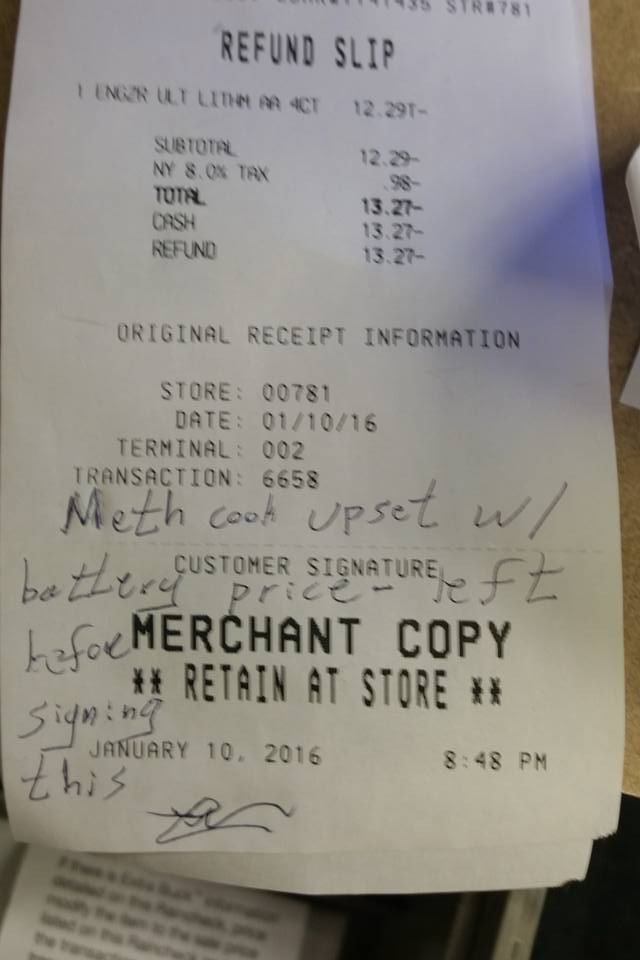 STR#781
REFUND SLIP
1 ENGZR ULT LITHM AA 4CT 12.29T-
SUBTOTAL 12.29-
NY 8.0% TAX .98-
TOTAL 13.27-
CASH 13.27-
REFUND 13.27-
ORIGINAL RECEIPT INFORMATION
STORE: 00781
DATE: 01/10/16
TERMINAL: 002
TRANSACTION: 6658
Meth cook upset w/
CUSTOMER SIGNATURE
battery price- left
before
MERCHANT COPY
** RETAIN AT STORE **
signing
JANUARY 10, 2016 8:48 PM
this